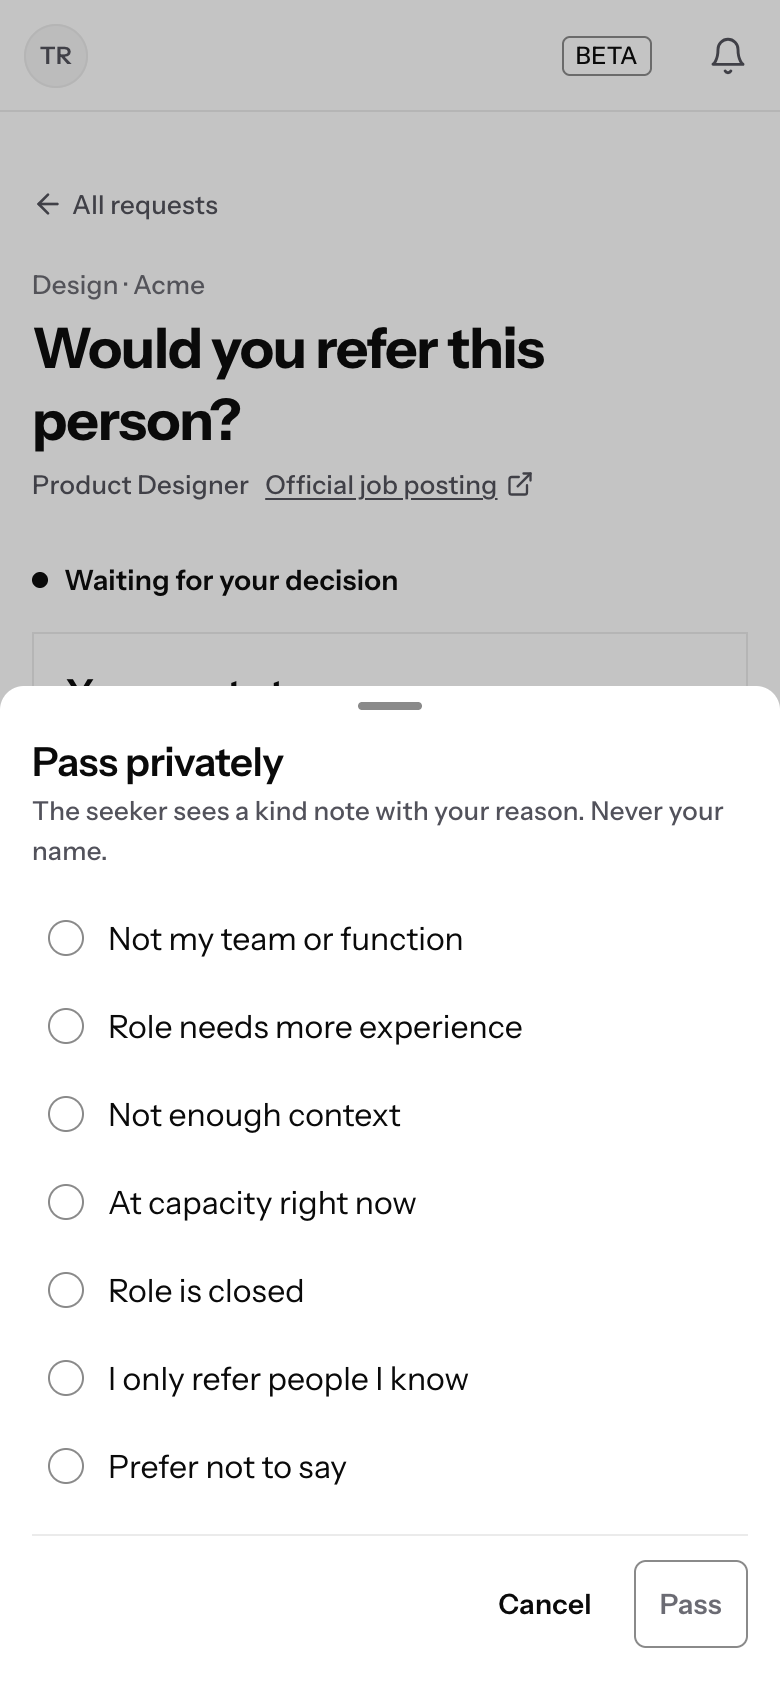 TR
BETA
All requests
Design · Acme
Would you refer this
person?
Product Designer Official job posting
Waiting for your decision
Pass privately
The seeker sees a kind note with your reason. Never your
name.
Not my team or function
Role needs more experience
Not enough context
At capacity right now
Role is closed
I only refer people I know
Prefer not to say
Cancel Pass